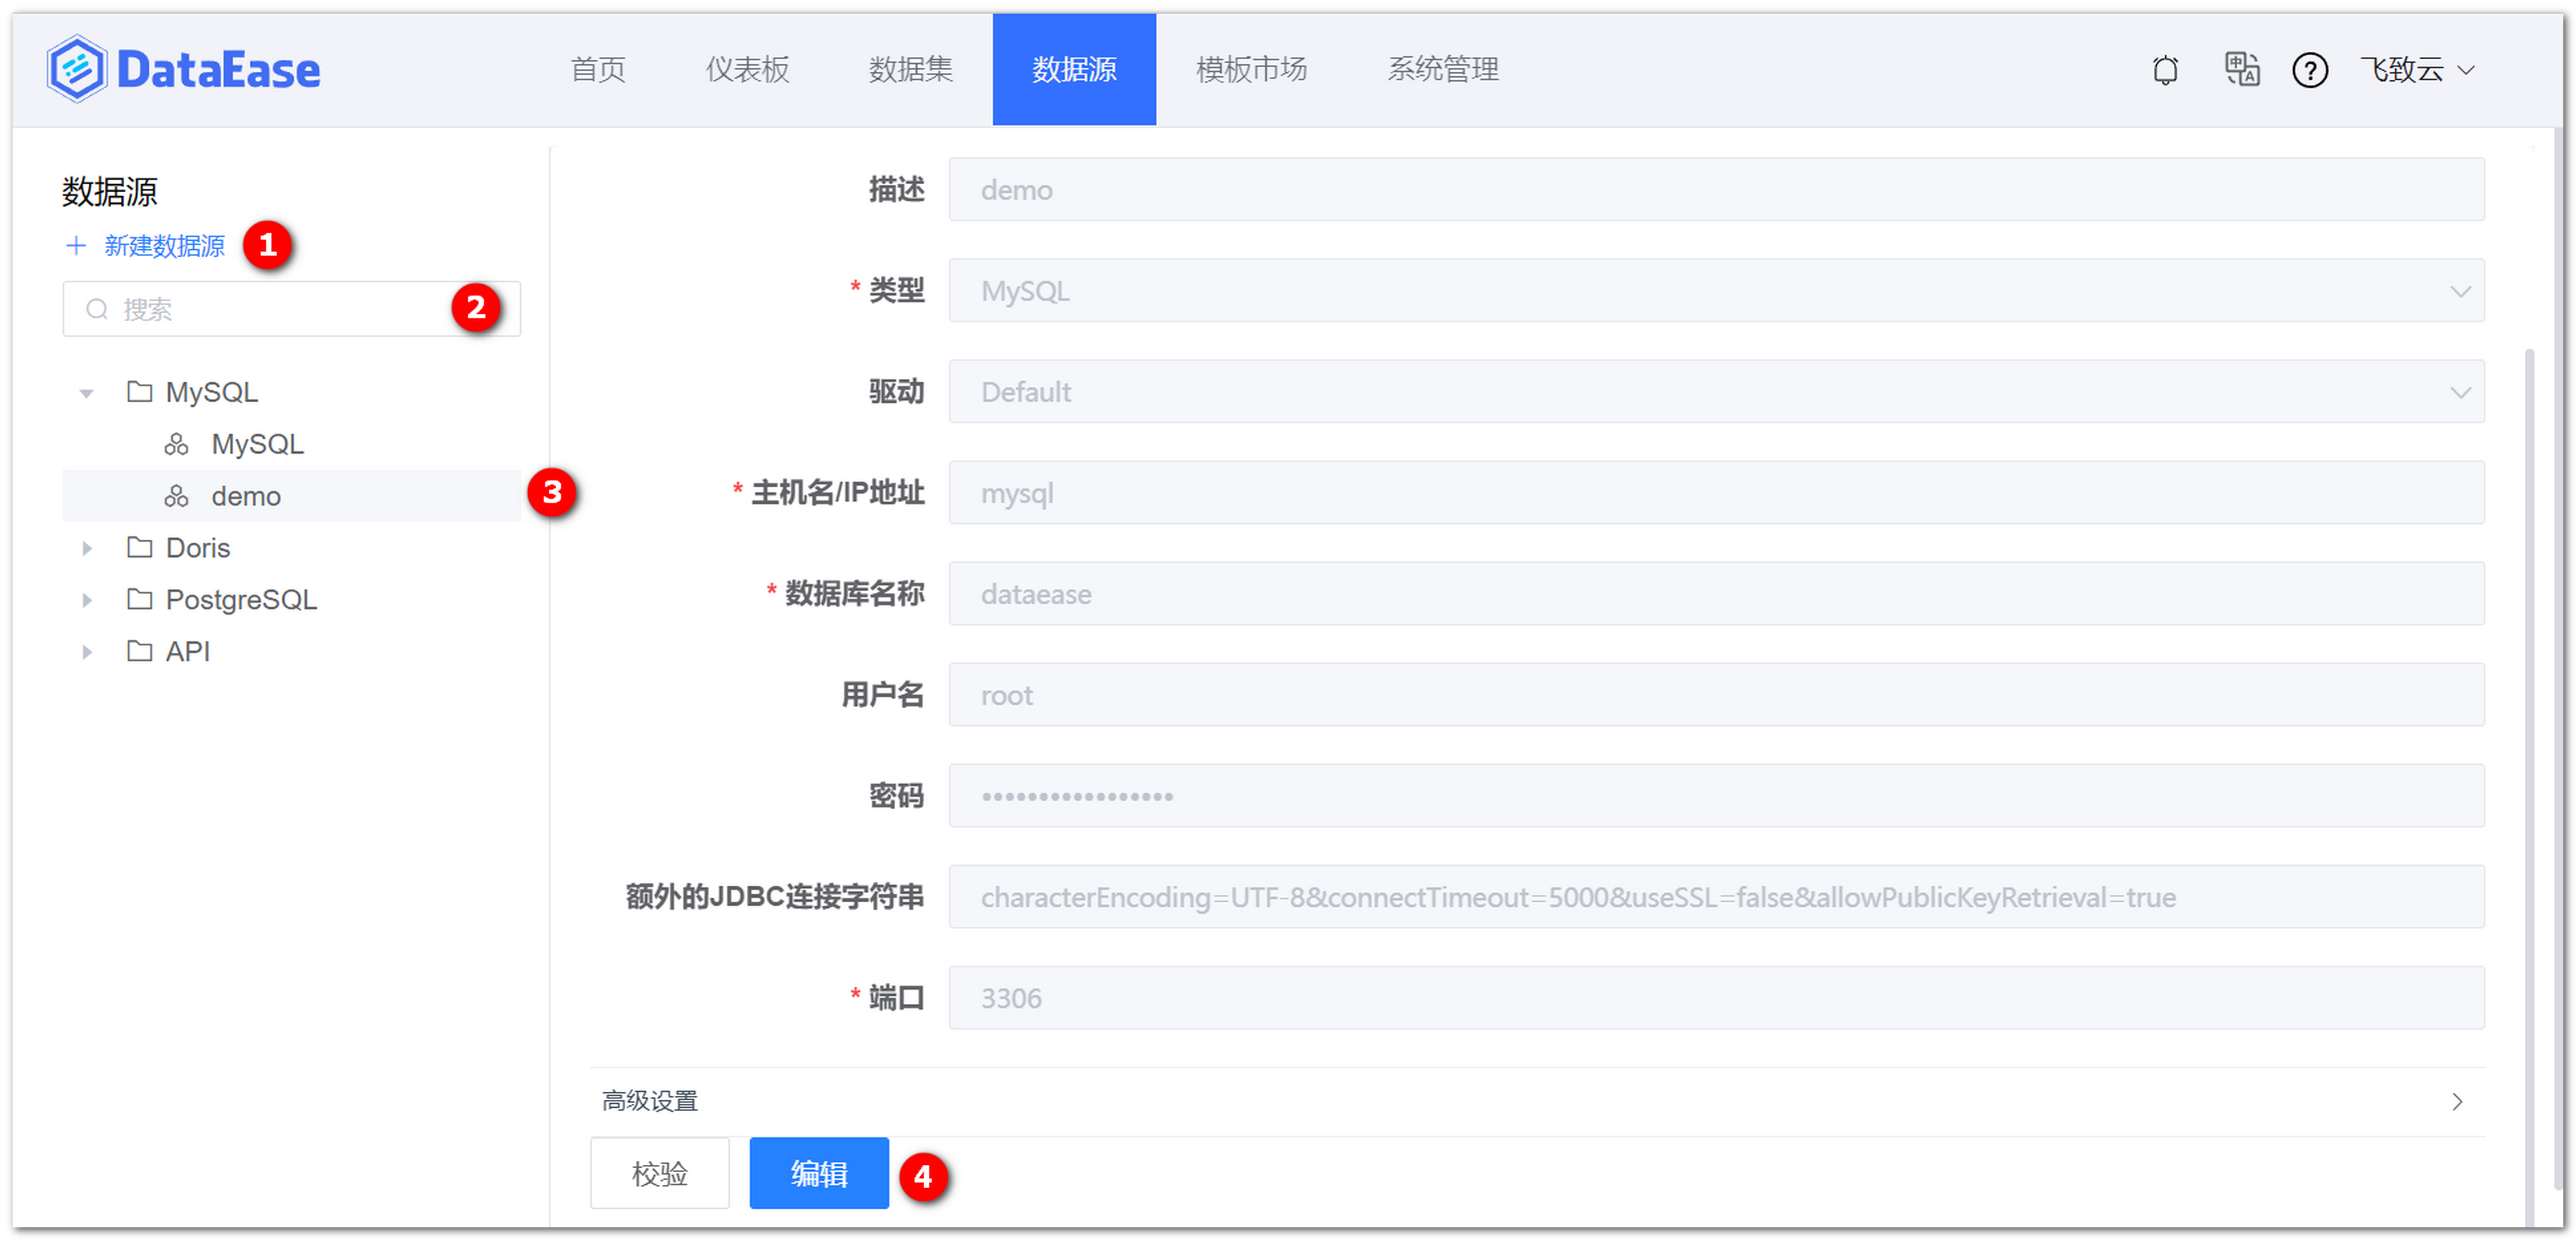 DataEase 首页 仪表板 数据集 数据源 模板市场 系统管理 飞致云
数据源
新建数据源 1
搜索 2
MySQL
MySQL
demo 3
Doris
PostgreSQL
API
描述 demo
* 类型 MySQL
驱动 Default
* 主机名/IP地址 mysql
* 数据库名称 dataease
用户名 root
密码 •••••••••••••••••
额外的JDBC连接字符串 characterEncoding=UTF-8&connectTimeout=5000&useSSL=false&allowPublicKeyRetrieval=true
* 端口 3306
高级设置
校验 编辑 4